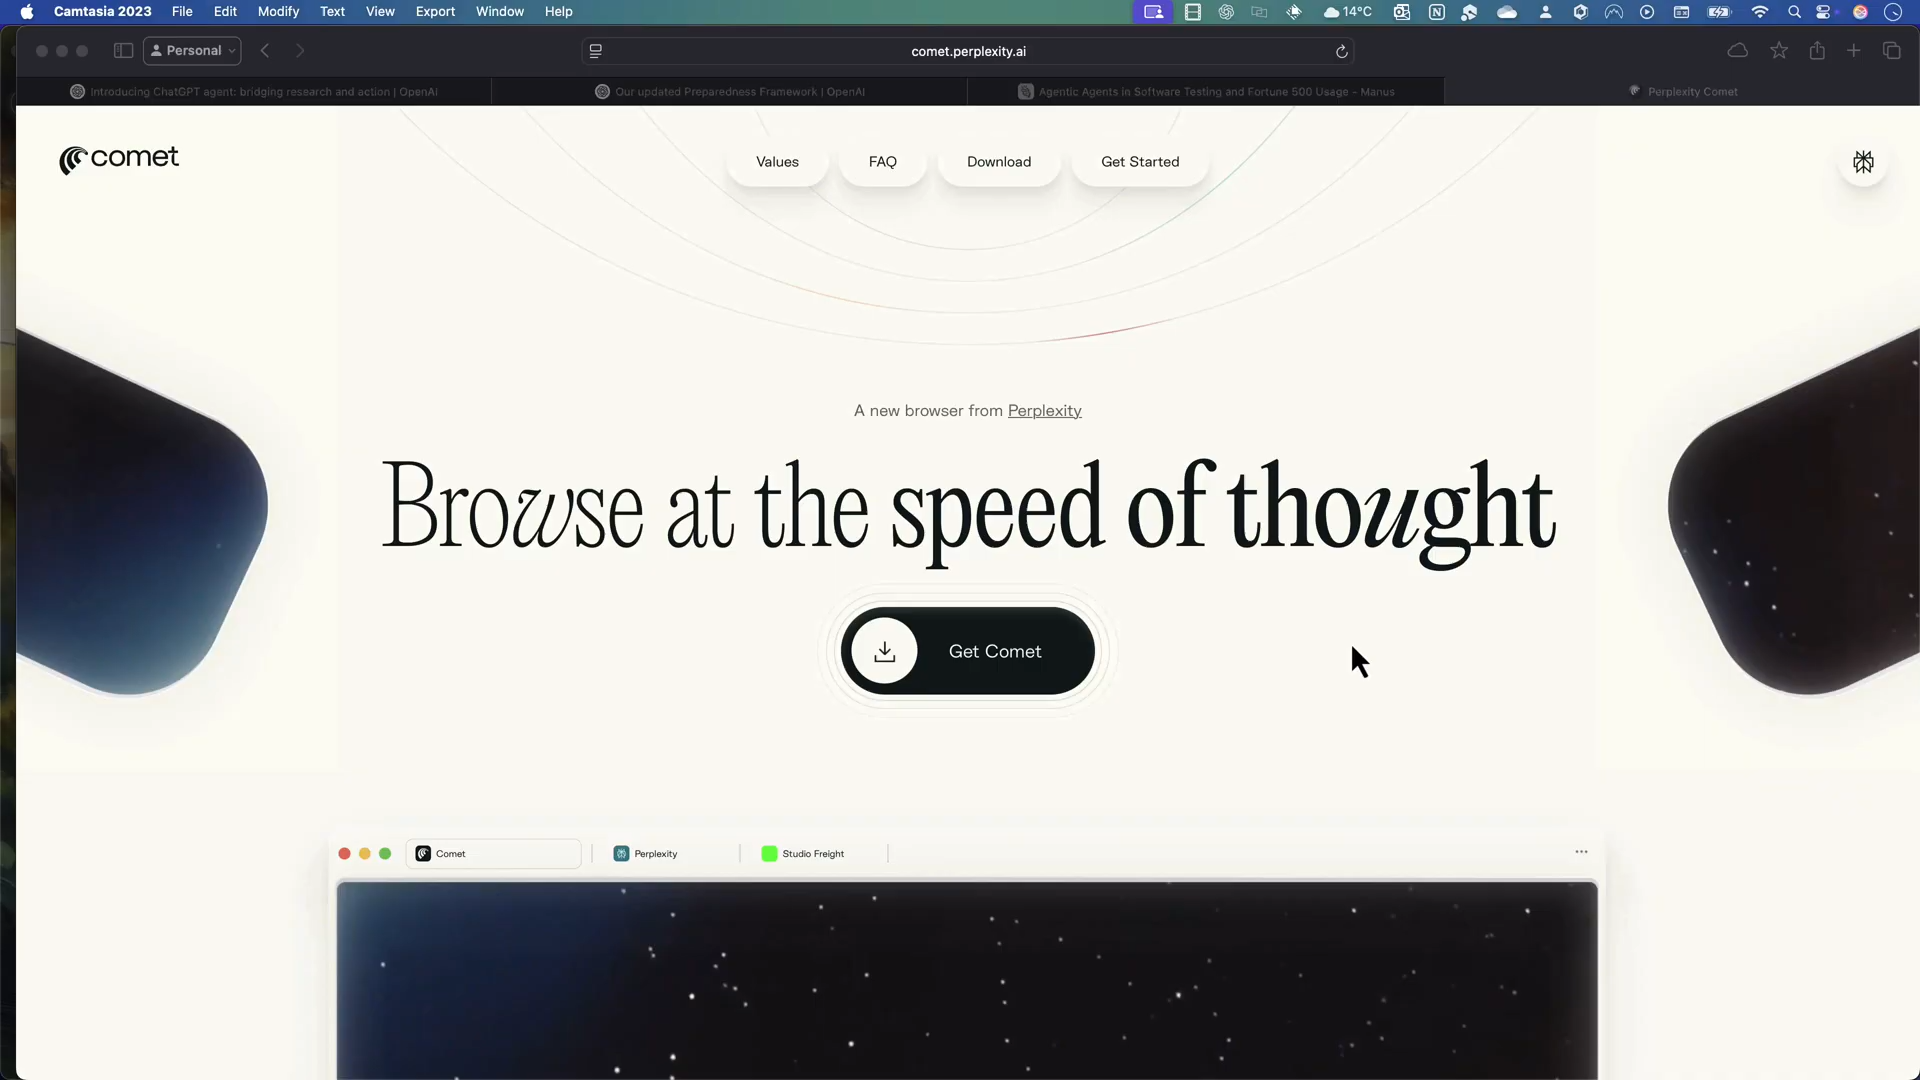 Camtasia 2023 File Edit Modify Text View Export Window Help 14°C
Personal comet.perplexity.ai
Introducing ChatGPT agent: bridging research and action | OpenAI Our updated Preparedness Framework | OpenAI Agentic Agents in Software Testing and Fortune 500 Usage - Manus Perplexity Comet
comet Values FAQ Download Get Started
A new browser from Perplexity
Browse at the speed of thought
Get Comet
Comet Perplexity Studio Freight